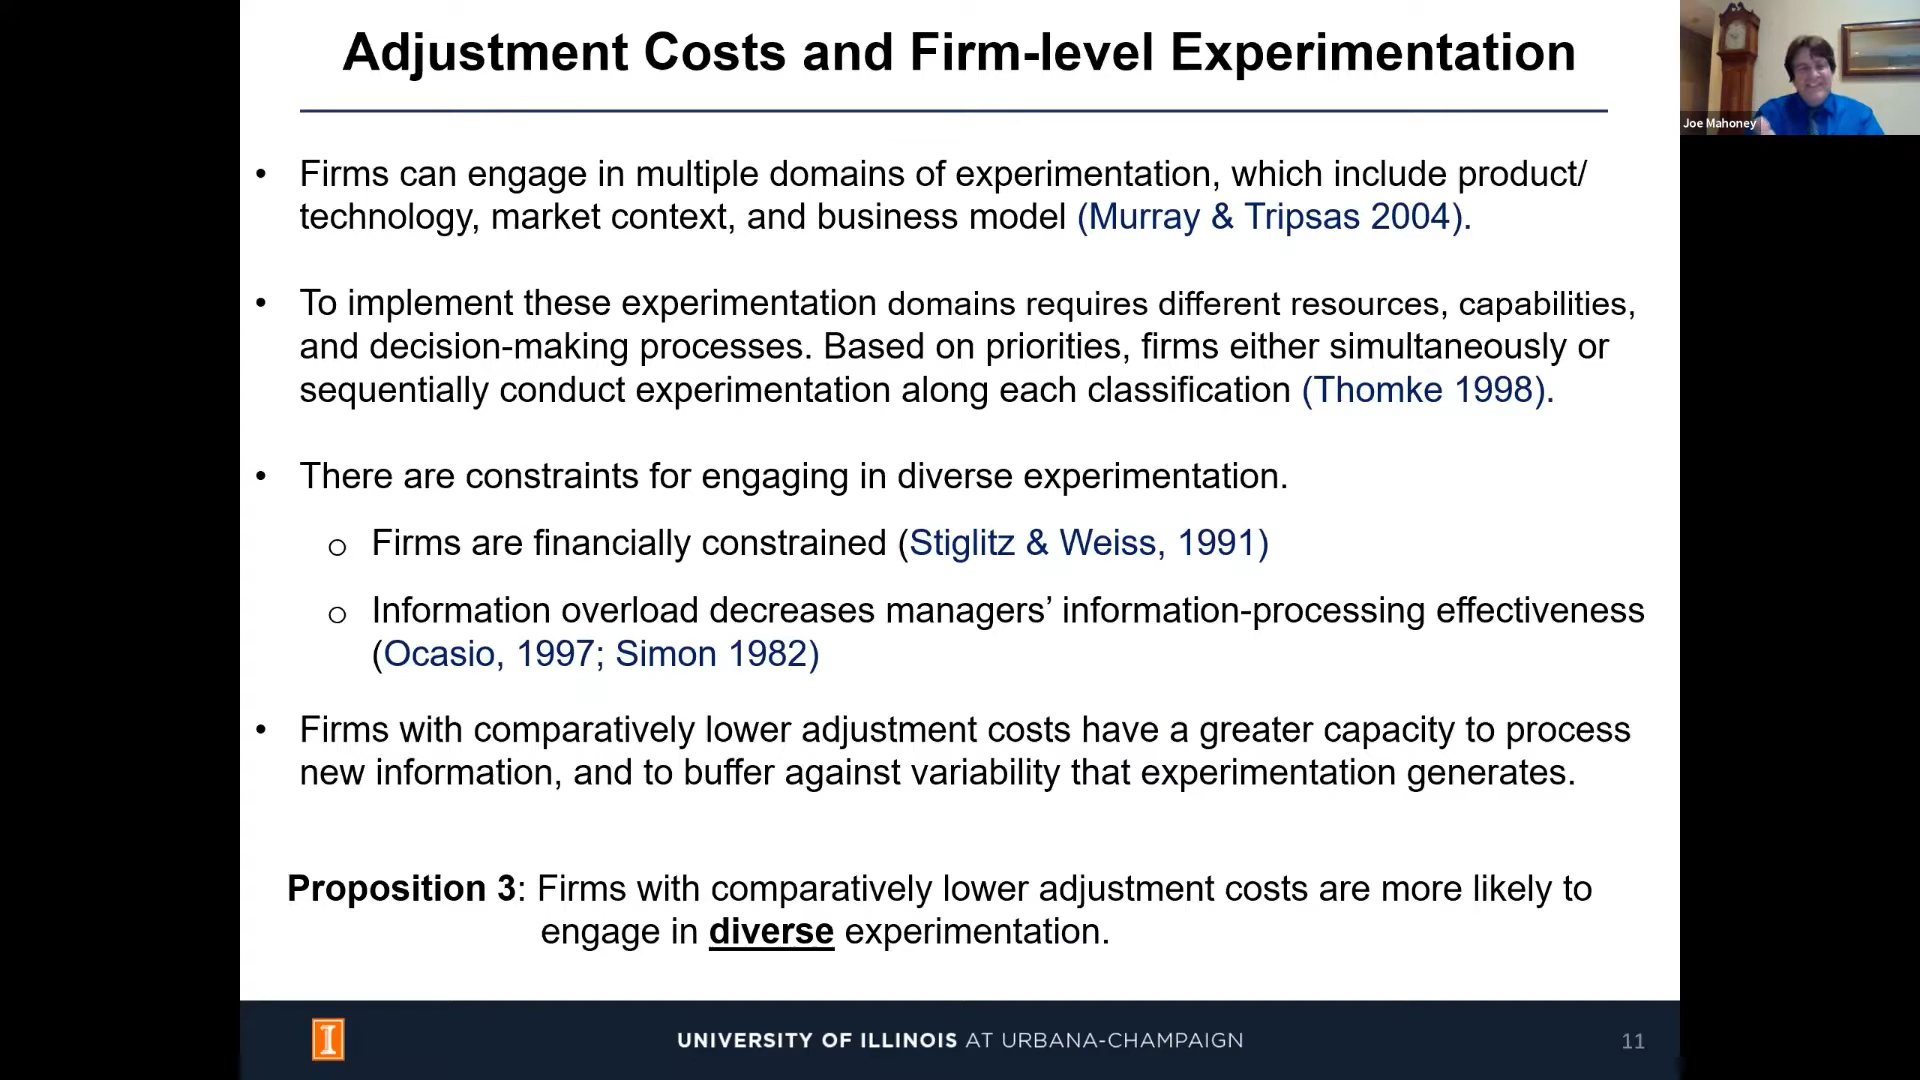 Adjustment Costs and Firm-level Experimentation
Joe Mahoney
• Firms can engage in multiple domains of experimentation, which include product/
technology, market context, and business model (Murray & Tripsas 2004).
• To implement these experimentation domains requires different resources, capabilities,
and decision-making processes. Based on priorities, firms either simultaneously or
sequentially conduct experimentation along each classification (Thomke 1998).
• There are constraints for engaging in diverse experimentation.
o Firms are financially constrained (Stiglitz & Weiss, 1991)
o Information overload decreases managers’ information-processing effectiveness
(Ocasio, 1997; Simon 1982)
• Firms with comparatively lower adjustment costs have a greater capacity to process
new information, and to buffer against variability that experimentation generates.
Proposition 3: Firms with comparatively lower adjustment costs are more likely to
engage in diverse experimentation.
I
UNIVERSITY OF ILLINOIS AT URBANA-CHAMPAIGN
11